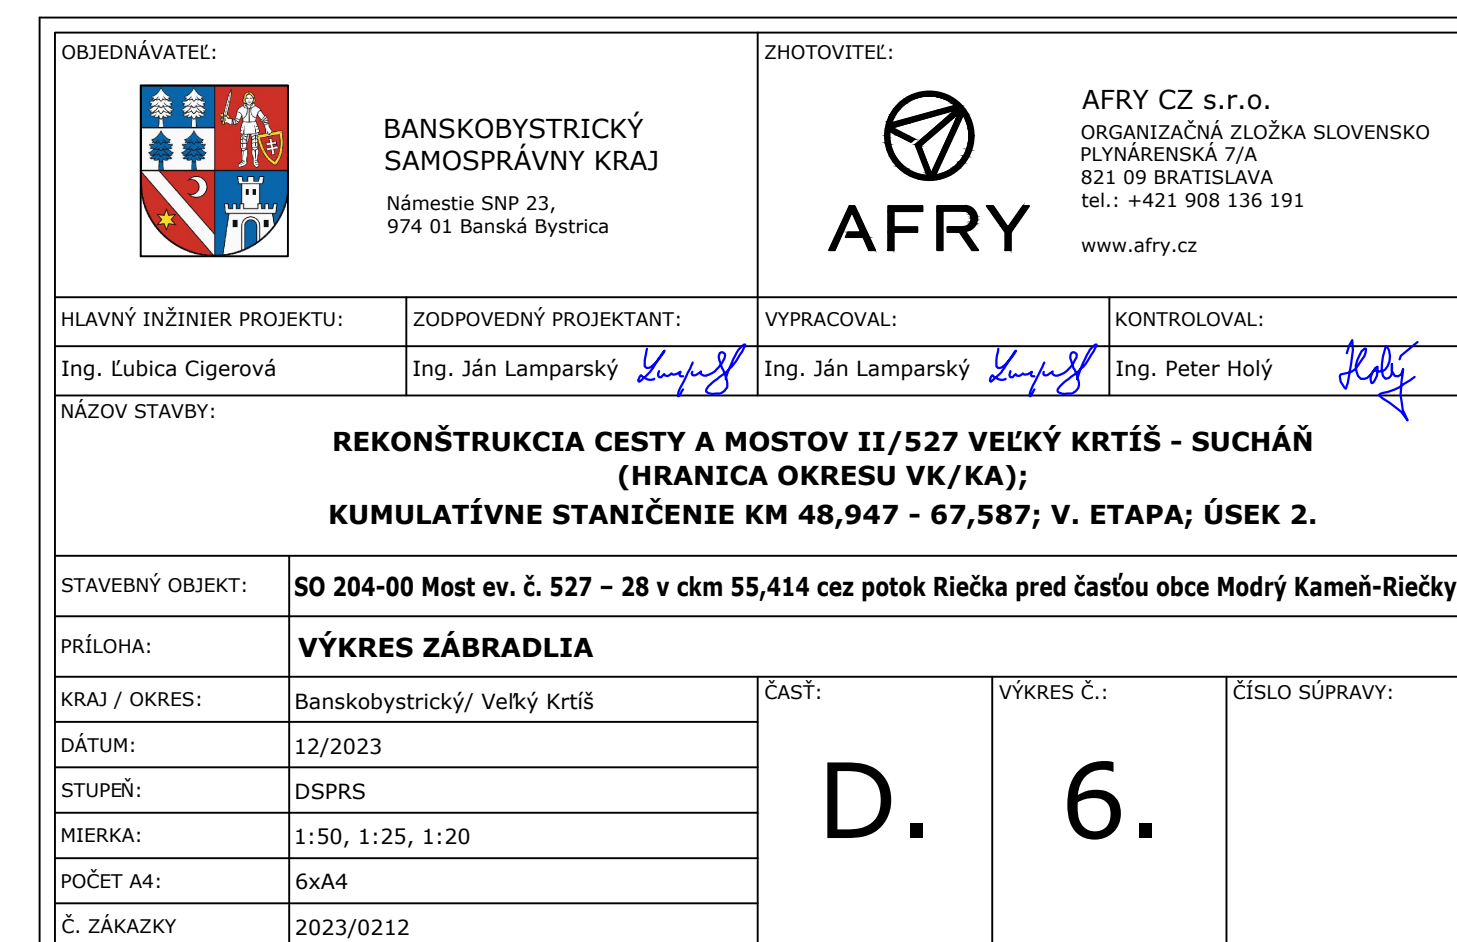 OBJEDNÁVATEĽ:
BANSKOBYSTRICKÝ
SAMOSPRÁVNY KRAJ
Námestie SNP 23,
974 01 Banská Bystrica
ZHOTOVITEĽ:
AFRY
AFRY CZ s.r.o.
ORGANIZAČNÁ ZLOŽKA SLOVENSKO
PLYNÁRENSKÁ 7/A
821 09 BRATISLAVA
tel.: +421 908 136 191
www.afry.cz
HLAVNÝ INŽINIER PROJEKTU:
Ing. Ľubica Cigerová
ZODPOVEDNÝ PROJEKTANT:
Ing. Ján Lamparský
VYPRACOVAL:
Ing. Ján Lamparský
KONTROLOVAL:
Ing. Peter Holý
Holý
NÁZOV STAVBY:
REKONŠTRUKCIA CESTY A MOSTOV II/527 VEĽKÝ KRTÍŠ - SUCHÁŇ
(HRANICA OKRESU VK/KA);
KUMULATÍVNE STANIČENIE KM 48,947 - 67,587; V. ETAPA; ÚSEK 2.
STAVEBNÝ OBJEKT:
SO 204-00 Most ev. č. 527 – 28 v ckm 55,414 cez potok Riečka pred časťou obce Modrý Kameň-Riečky
PRÍLOHA:
VÝKRES ZÁBRADLIA
KRAJ / OKRES:
Banskobystrický/ Veľký Krtíš
DÁTUM:
12/2023
STUPEŇ:
DSPRS
MIERKA:
1:50, 1:25, 1:20
POČET A4:
6xA4
Č. ZÁKAZKY
2023/0212
ČASŤ:
D.
VÝKRES Č.:
6.
ČÍSLO SÚPRAVY: